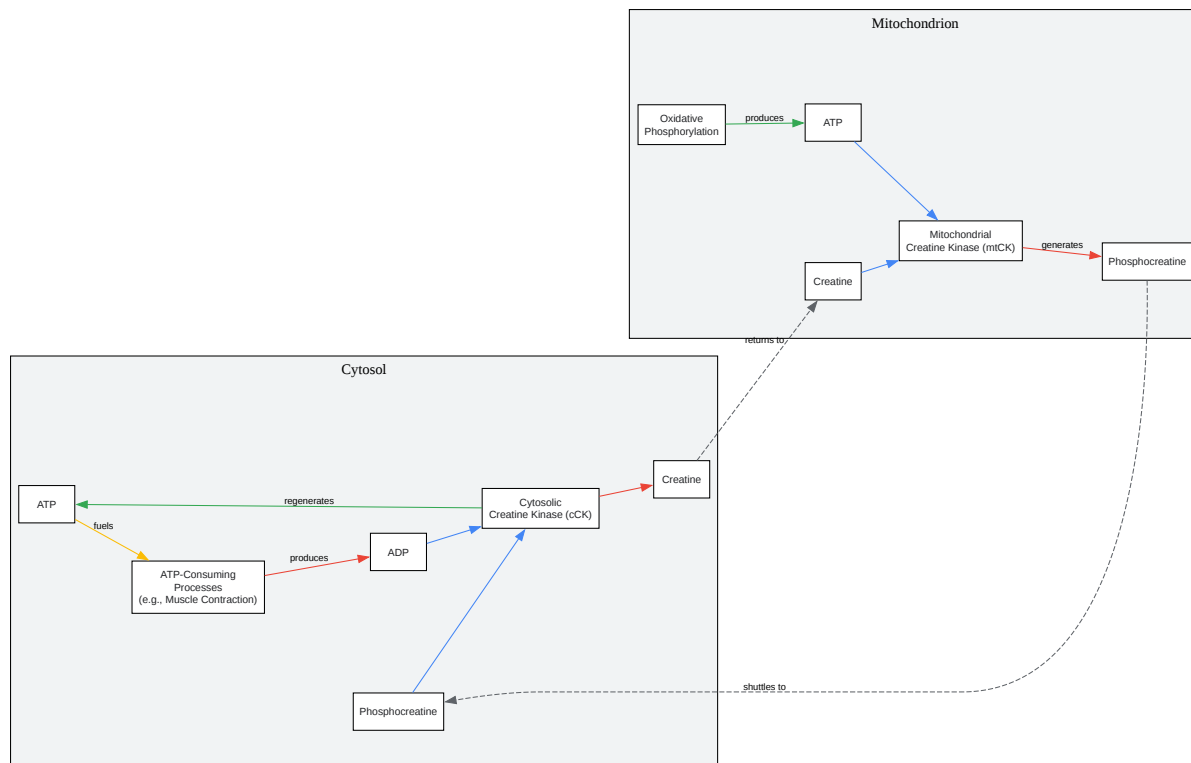 Mitochondrion
Oxidative
Phosphorylation
produces
ATP
Mitochondrial
Creatine Kinase (mtCK)
generates
Phosphocreatine
Creatine
returns to
Cytosol
Creatine
ATP
regenerates
Cytosolic
Creatine Kinase (cCK)
fuels
ADP
produces
ATP-Consuming
Processes
(e.g., Muscle Contraction)
shuttles to
Phosphocreatine